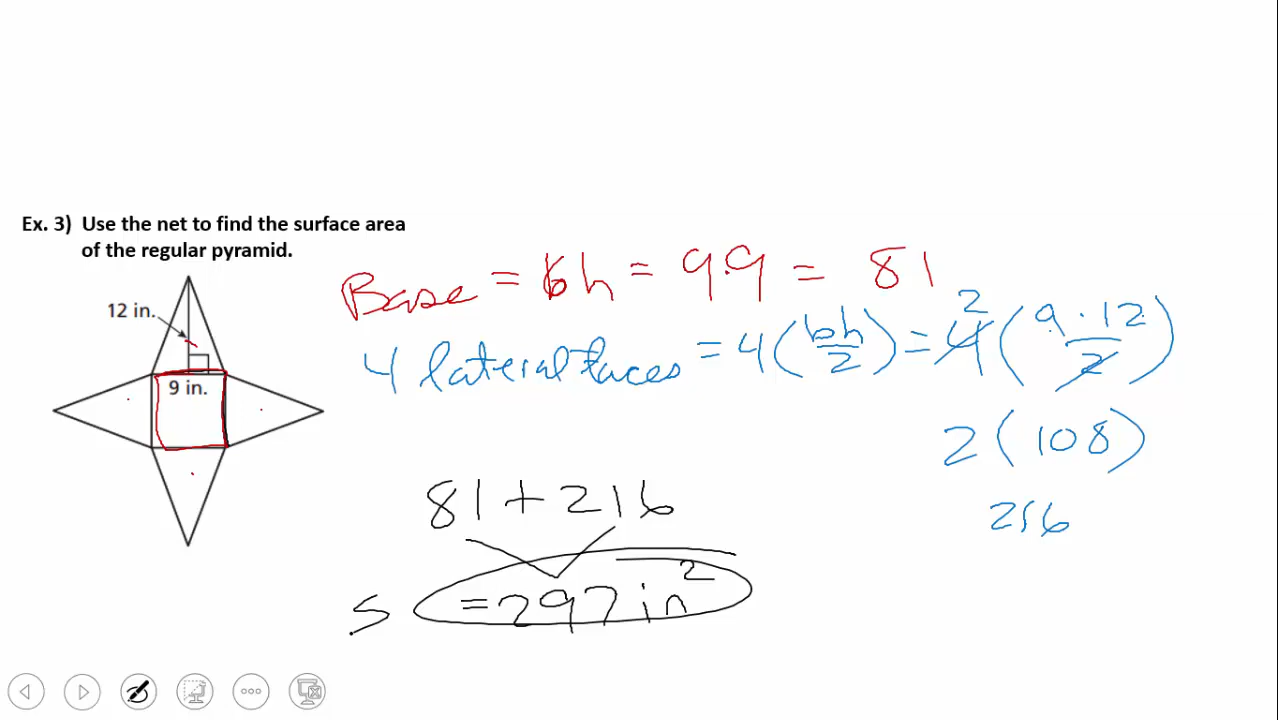 Ex. 3) Use the net to find the surface area
of the regular pyramid.
12 in.
9 in.
Base = bh = 9.9 = 81
4 lateral faces = 4(bh/2) = 4 2 (9 · 12/2)
2(108)
216
81 + 216
S = 297 in²